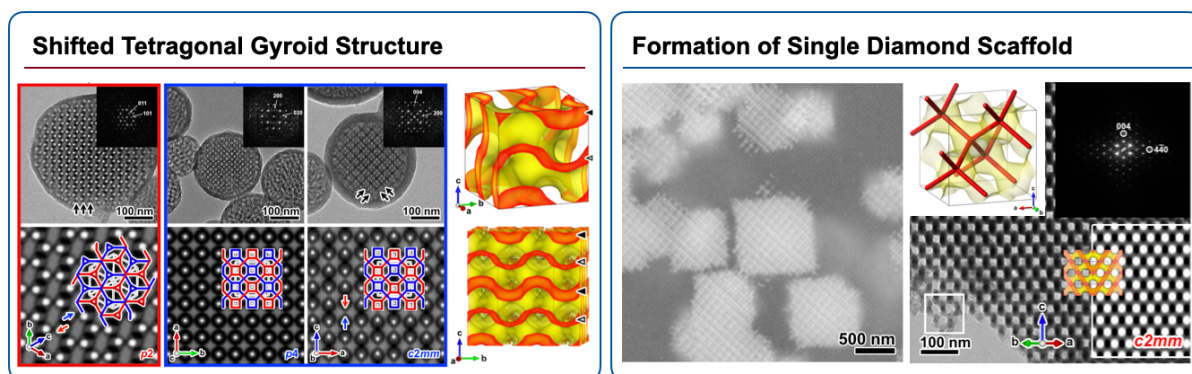 Shifted Tetragonal Gyroid Structure
011
101
100 nm
b
c
a
p2
200
020
100 nm
a
b
p4
004
200
100 nm
c
a
c2mm
c
b
a
c
a
b
Formation of Single Diamond Scaffold
500 nm
c
a
b
004
440
100 nm
c
b
a
c2mm